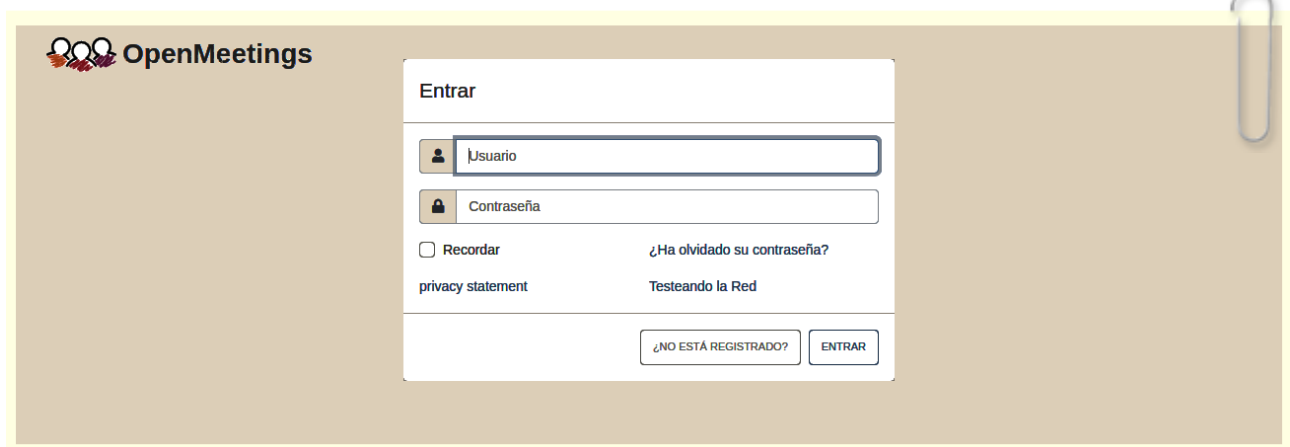 OpenMeetings
Entrar
Usuario
Contraseña
Recordar
¿Ha olvidado su contraseña?
privacy statement
Testeando la Red
¿NO ESTÁ REGISTRADO?
ENTRAR